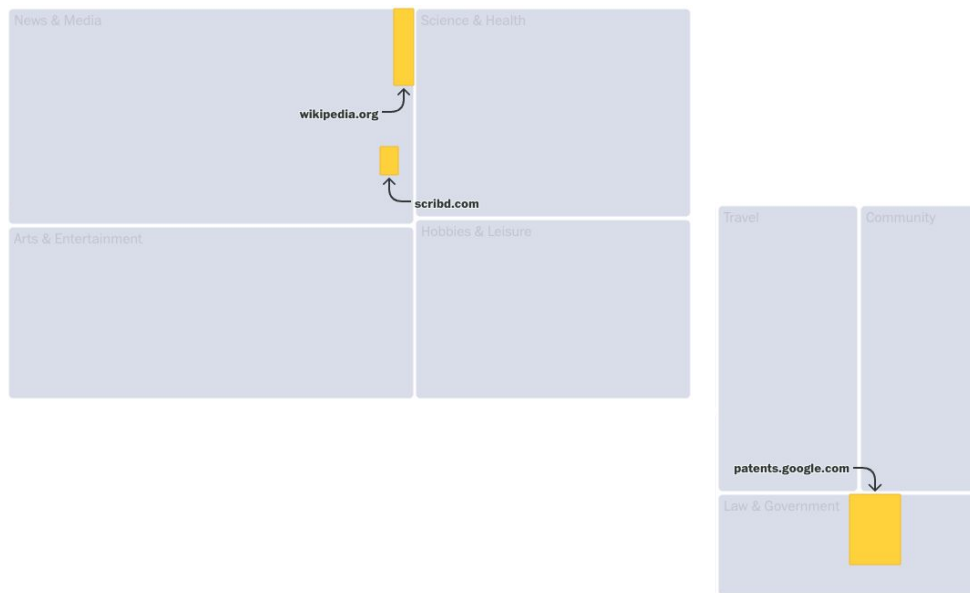 News & Media
Science & Health
wikipedia.org
scribd.com
Travel
Community
Arts & Entertainment
Hobbies & Leisure
patents.google.com
Law & Government